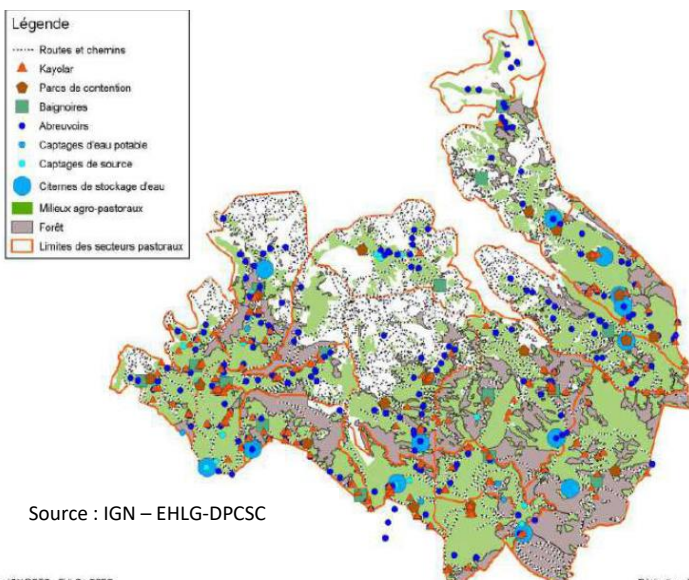 Légende
Routes et chemins
Kayolar
Parcs de contention
Baignoires
Abreuvoirs
Captages d'eau potable
Captages de source
Citernes de stockage d'eau
Milieux agro-pastoraux
Forêt
Limites des secteurs pastoraux
Source : IGN – EHLG-DPCSC